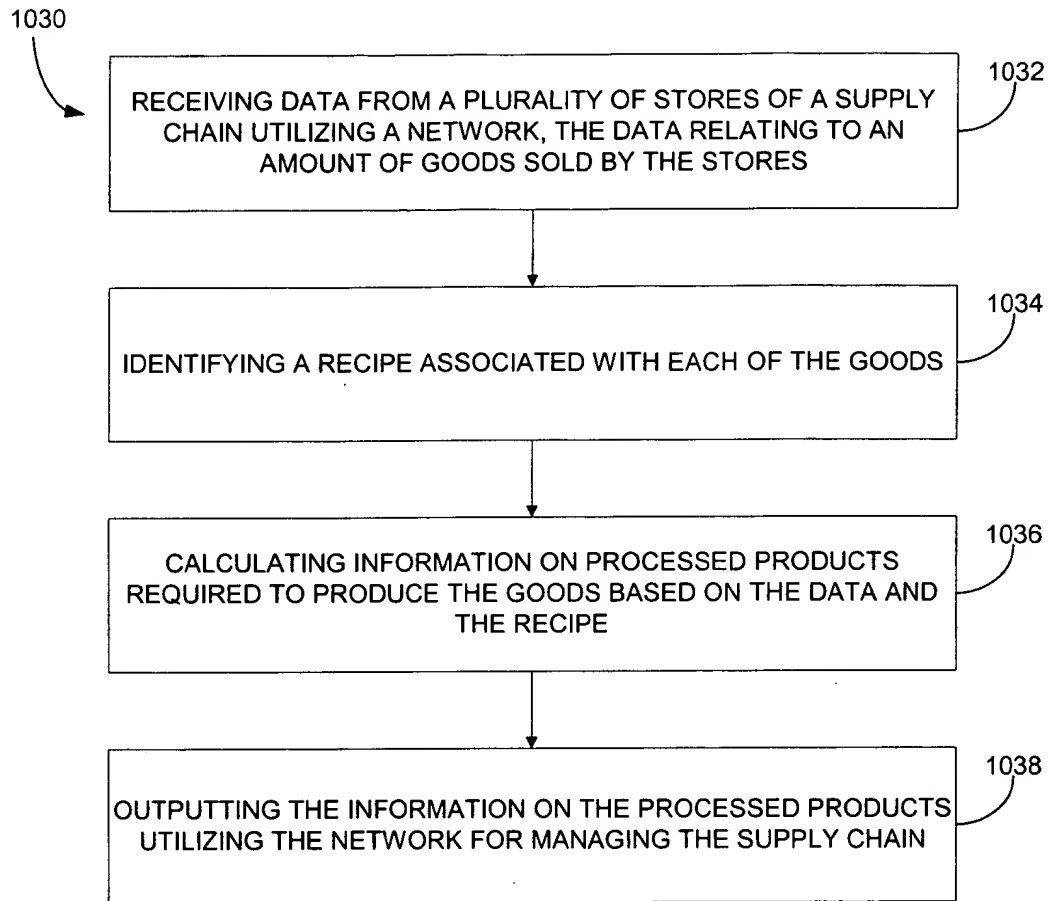 1030
1032
RECEIVING DATA FROM A PLURALITY OF STORES OF A SUPPLY
CHAIN UTILIZING A NETWORK, THE DATA RELATING TO AN
AMOUNT OF GOODS SOLD BY THE STORES
1034
IDENTIFYING A RECIPE ASSOCIATED WITH EACH OF THE GOODS
1036
CALCULATING INFORMATION ON PROCESSED PRODUCTS
REQUIRED TO PRODUCE THE GOODS BASED ON THE DATA AND
THE RECIPE
1038
OUTPUTTING THE INFORMATION ON THE PROCESSED PRODUCTS
UTILIZING THE NETWORK FOR MANAGING THE SUPPLY CHAIN